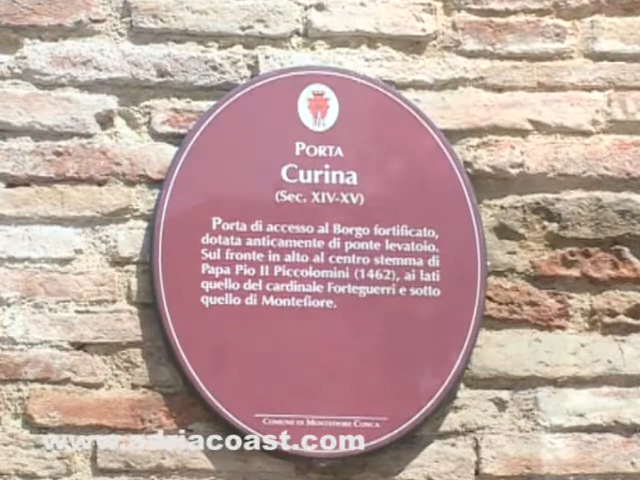 PORTA
Curina
(Sec. XIV-XV)
Porta di accesso al Borgo fortificato,
dotata anticamente di ponte levatoio.
Sul fronte in alto al centro stemma di
Papa Pio II Piccolomini (1462), ai lati
quello del cardinale Forteguerri e sotto
quello di Montefiore.
COMUNE DI MONTEFIORE CONCA
www.adriacoast.com